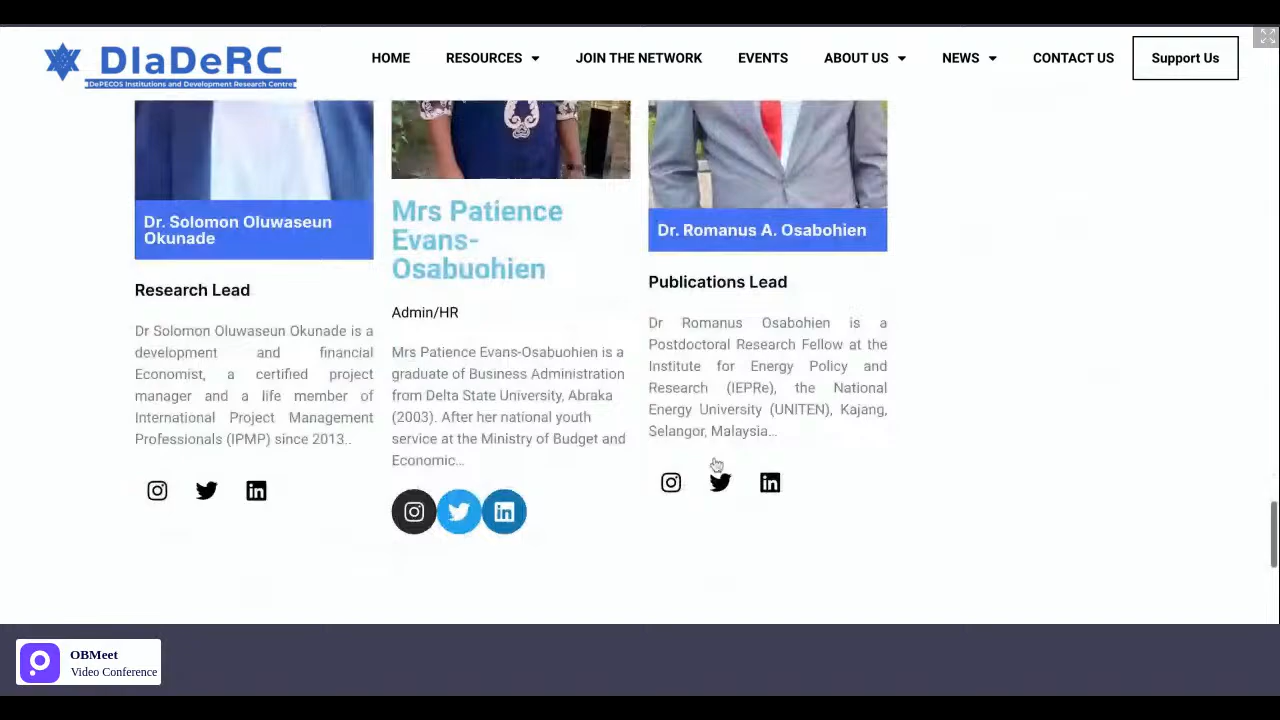 DIaDeRC
DePECOS Institutions and Development Research Centre
HOME
RESOURCES
JOIN THE NETWORK
EVENTS
ABOUT US
NEWS
CONTACT US
Support Us
Dr. Solomon Oluwaseun
Okunade
Research Lead
Dr Solomon Oluwaseun Okunade is a
development and financial
Economist, a certified project
manager and a life member of
International Project Management
Professionals (IPMP) since 2013..
Mrs Patience
Evans-
Osabuohien
Admin/HR
Mrs Patience Evans-Osabuohien is a
graduate of Business Administration
from Delta State University, Abraka
(2003). After her national youth
service at the Ministry of Budget and
Economic...
Dr. Romanus A. Osabohien
Publications Lead
Dr Romanus Osabohien is a
Postdoctoral Research Fellow at the
Institute for Energy Policy and
Research (IEPRe), the National
Energy University (UNITEN), Kajang,
Selangor, Malaysia...
OBMeet
Video Conference